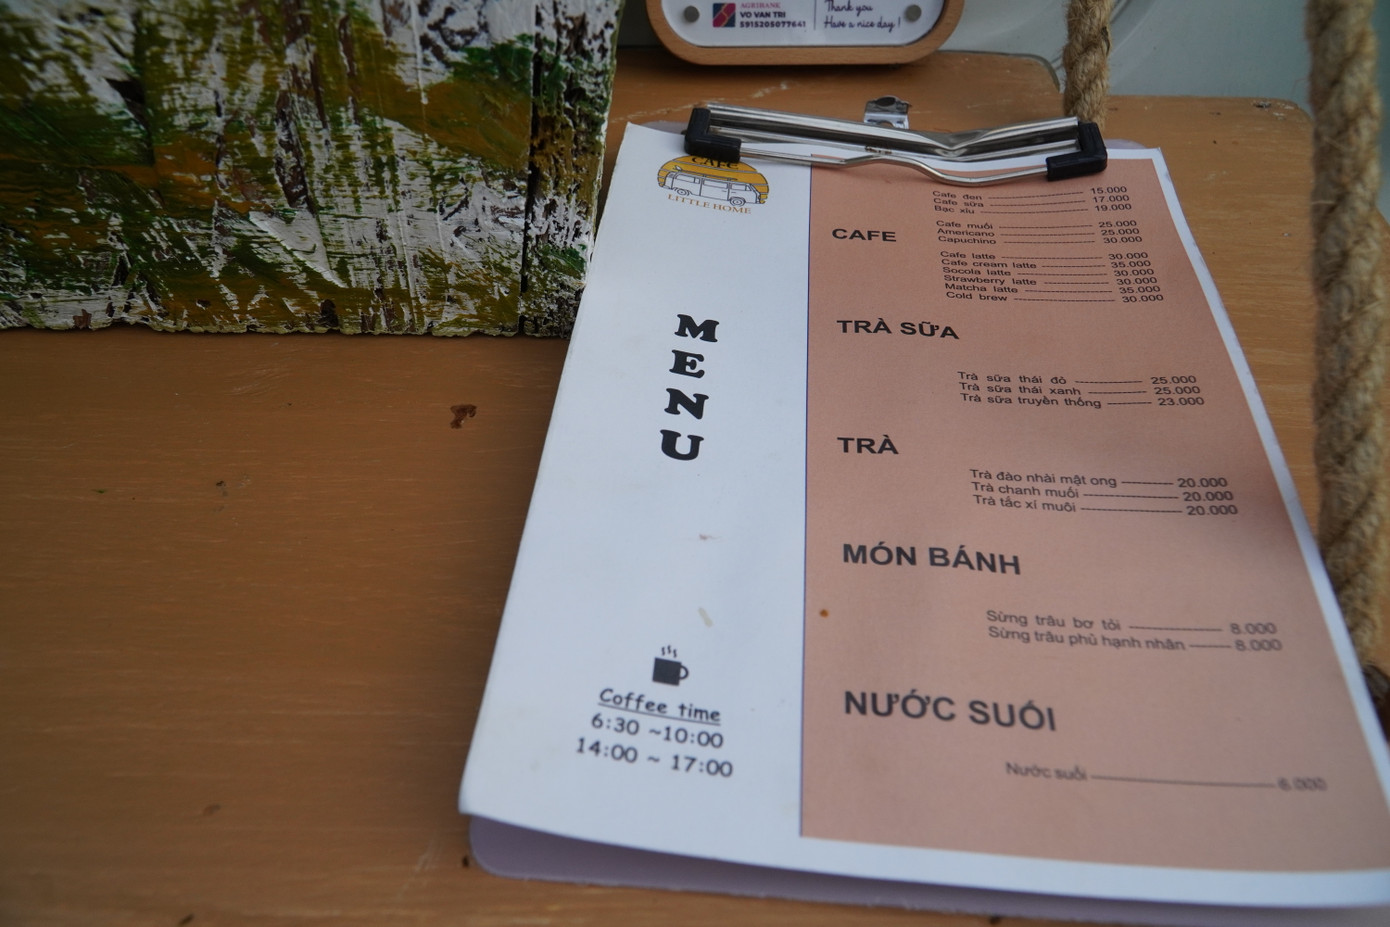 AGRIBANK
VO VAN TRI
5915205077641
Thank you
Have a nice day !
CAFE
LITTLE HOME
MENU
Coffee time
6:30 ~10:00
14:00 ~ 17:00
CAFE
Cafe đen 15.000
Cafe sữa 17.000
Bạc xỉu 19.000
Cafe muối 25.000
Americano 25.000
Capuchino 30.000
Cafe latte 30.000
Cafe cream latte 35.000
Socola latte 30.000
Strawberry latte 30.000
Matcha latte 35.000
Cold brew 30.000
TRÀ SỮA
Trà sữa thái đỏ 25.000
Trà sữa thái xanh 25.000
Trà sữa truyền thống 23.000
TRÀ
Trà đào nhài mật ong 20.000
Trà chanh muối 20.000
Trà tắc xí muội 20.000
MÓN BÁNH
Sừng trâu bơ tỏi 8.000
Sừng trâu phủ hạnh nhân 8.000
NƯỚC SUỐI
Nước suối 6.000